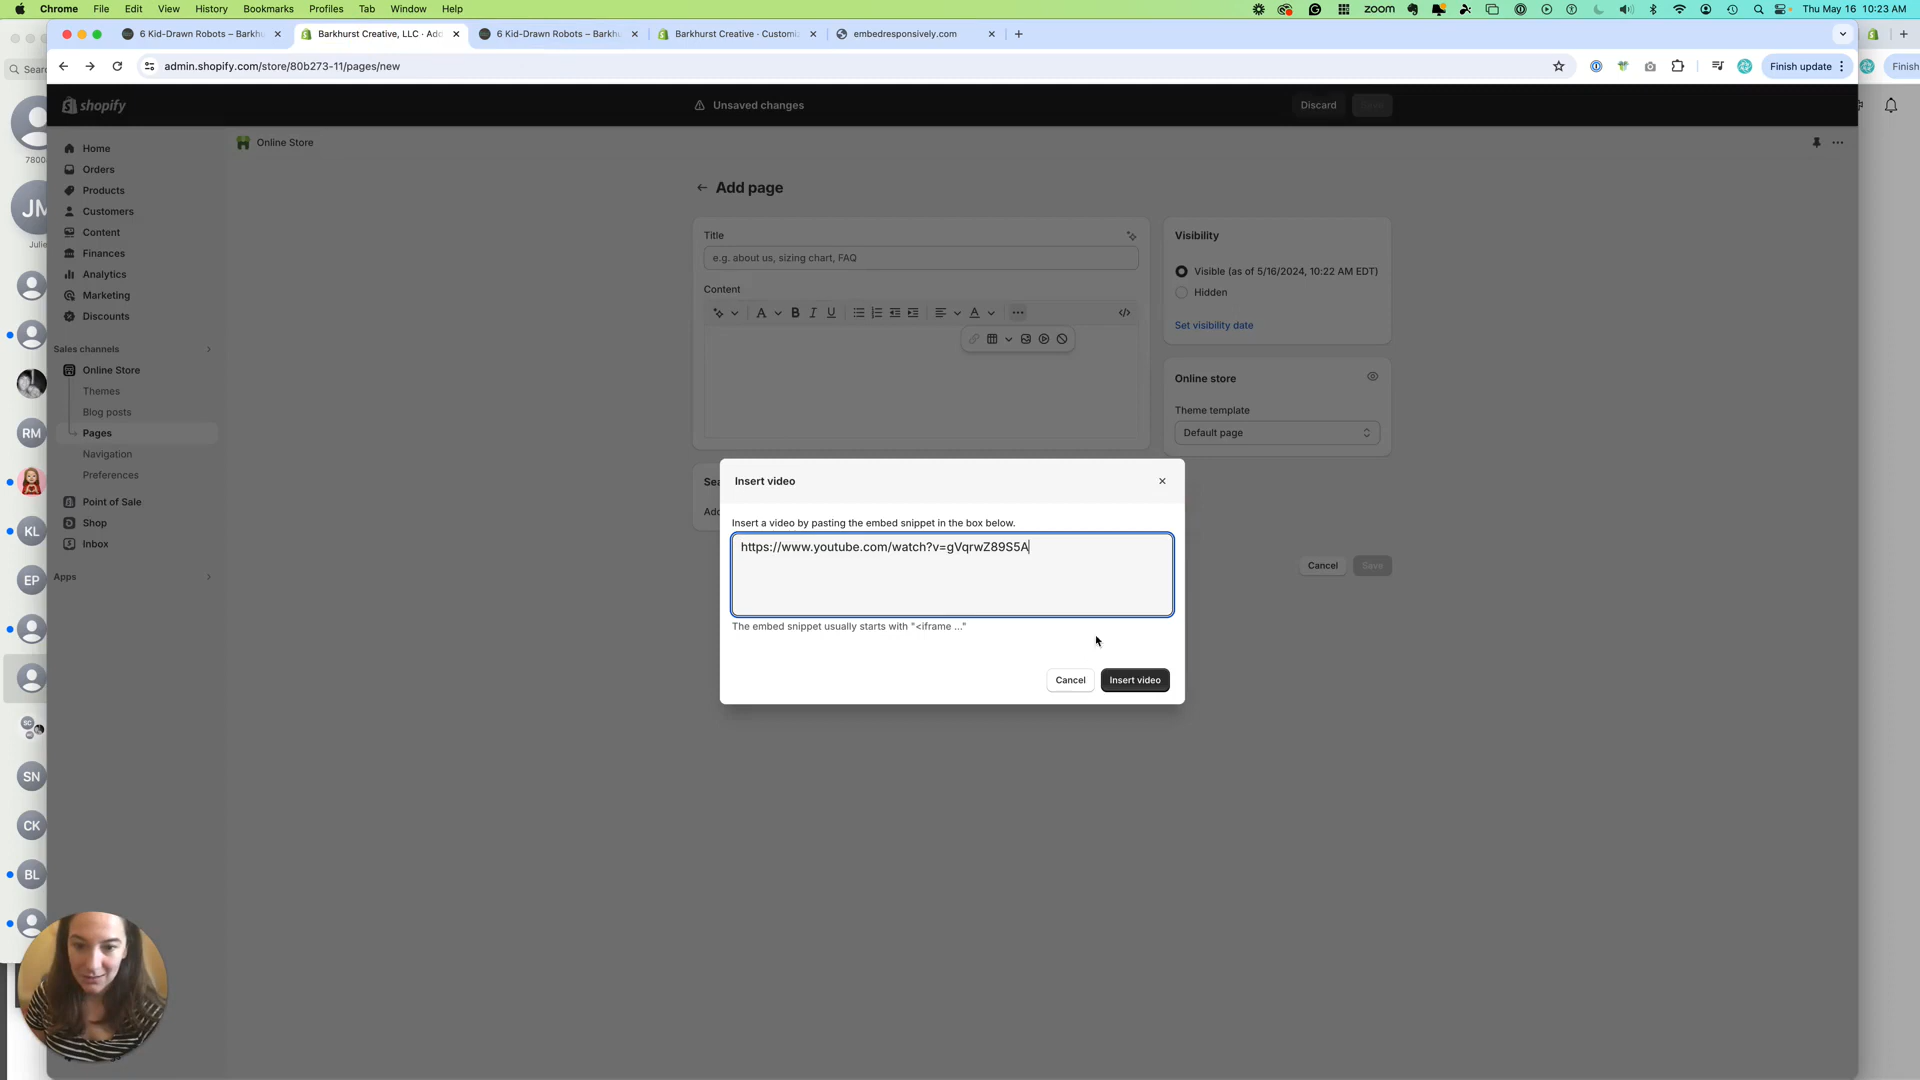 Chrome File Edit View History Bookmarks Profiles Tab Window Help
zoom Thu May 16 10:23 AM
6 Kid-Drawn Robots – Barkhu
Barkhurst Creative, LLC · Add
6 Kid-Drawn Robots – Barkhu
Barkhurst Creative · Customiz
embedresponsively.com
admin.shopify.com/store/80b273-11/pages/new
Finish update
Finish
Sear
shopify
Unsaved changes
Discard
Save
Online Store
Home
Orders
Products
Customers
Content
Finances
Analytics
Marketing
Discounts
Sales channels
Online Store
Themes
Blog posts
Pages
Navigation
Preferences
Point of Sale
Shop
Inbox
Apps
7800
JM
Julie
RM
KL
EP
SC
SN
CK
BL
Add page
Title
e.g. about us, sizing chart, FAQ
Content
A B I U A
Visibility
Visible (as of 5/16/2024, 10:22 AM EDT)
Hidden
Set visibility date
Online store
Theme template
Default page
Sea
Add
Cancel
Save
Insert video
Insert a video by pasting the embed snippet in the box below.
https://www.youtube.com/watch?v=gVqrwZ89S5A
The embed snippet usually starts with "<iframe ..."
Cancel
Insert video